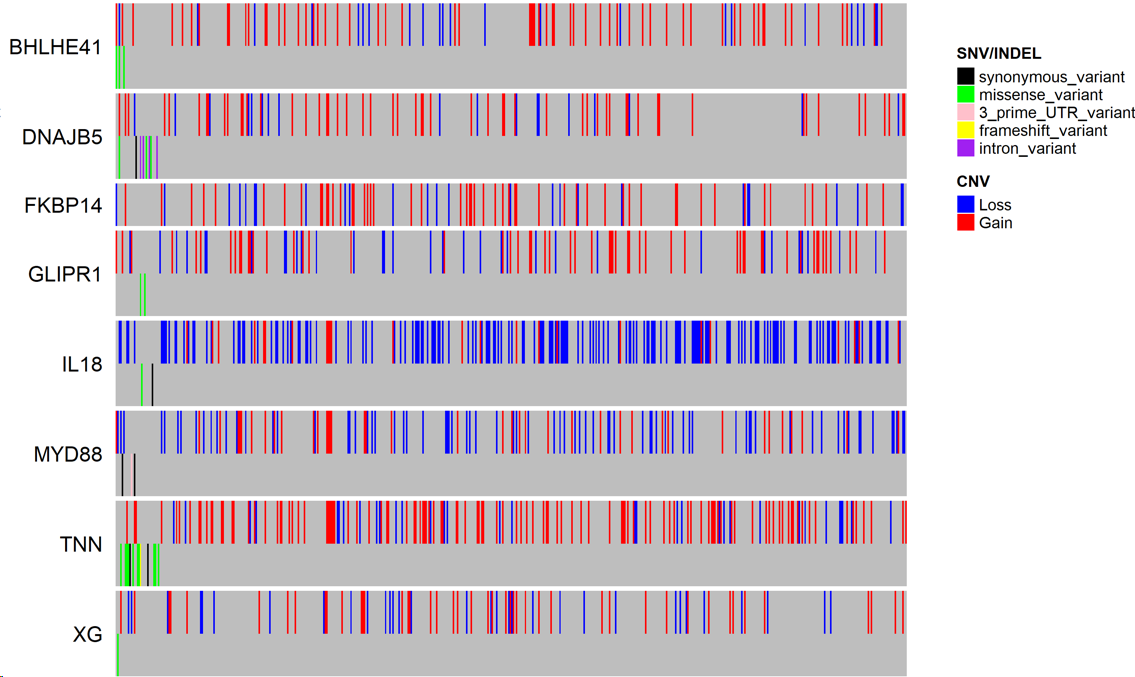 BHLHE41
DNAJB5
FKBP14
GLIPR1
IL18
MYD88
TNN
XG
SNV/INDEL
synonymous_variant
missense_variant
3_prime_UTR_variant
frameshift_variant
intron_variant
CNV
Loss
Gain